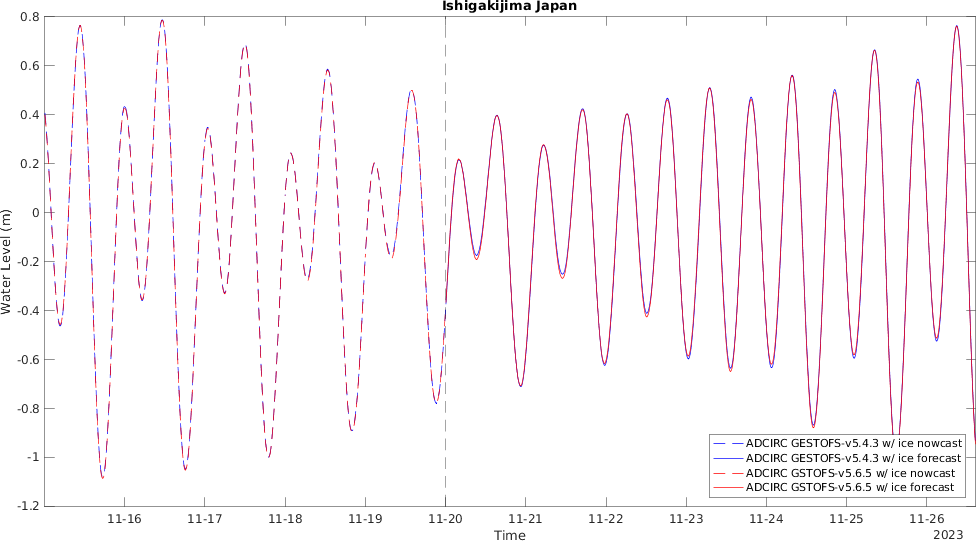 Ishigakijima Japan
0.8
0.6
0.4
0.2
0
-0.2
-0.4
-0.6
-0.8
-1
-1.2
Water Level (m)
ADCIRC GESTOFS-v5.4.3 w/ ice nowcast
ADCIRC GESTOFS-v5.4.3 w/ ice forecast
ADCIRC GSTOFS-v5.6.5 w/ ice nowcast
ADCIRC GSTOFS-v5.6.5 w/ ice forecast
11-16 11-17 11-18 11-19 11-20 11-21 11-22 11-23 11-24 11-25 11-26
Time
2023